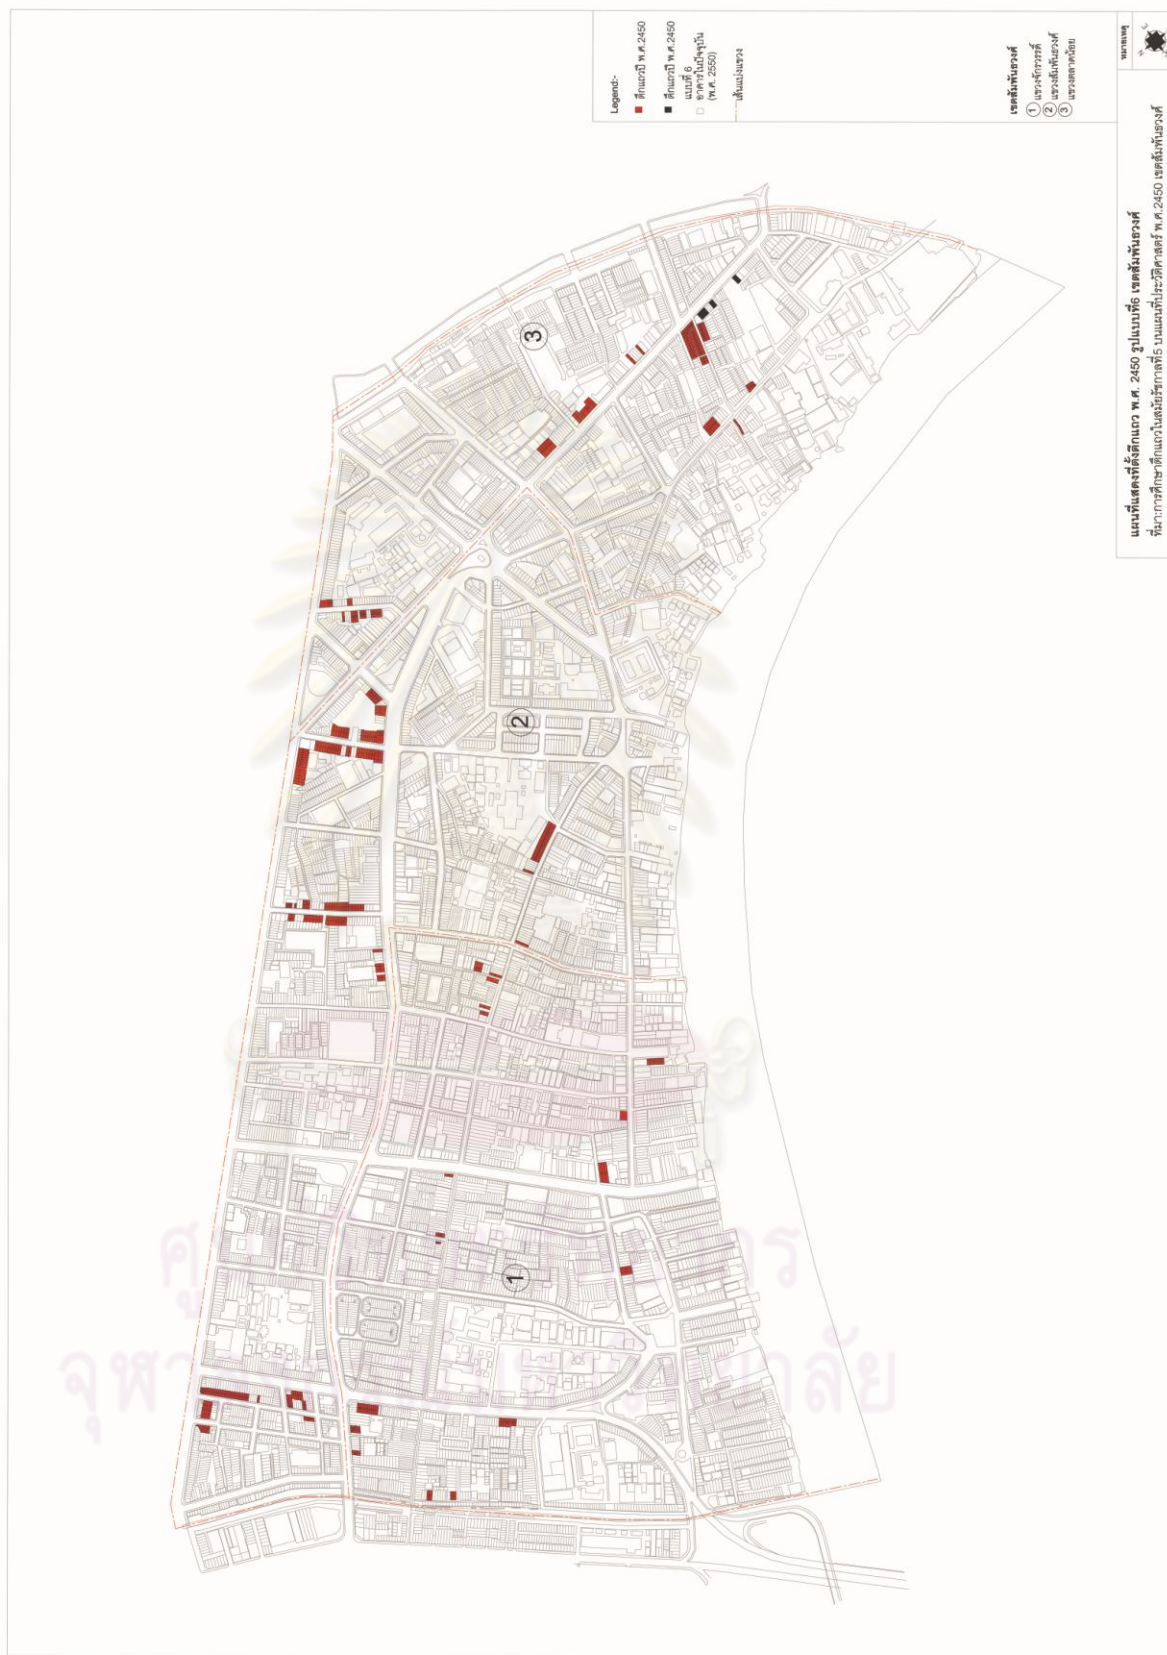 Legend:-
ตึกแถวปี พ.ศ.2450
ตึกแถวปี พ.ศ.2450
แบบที่ 6
อาคารในปัจจุบัน
(พ.ศ. 2550)
เส้นแบ่งแขวง
เขตสัมพันธวงศ์
1 แขวงจักรวรรดิ์
2 แขวงสัมพันธวงศ์
3 แขวงตลาดน้อย
หมายเหตุ
N
แผนที่แสดงที่ตั้งตึกแถว พ.ศ. 2450 รูปแบบที่6 เขตสัมพันธวงศ์
ที่มา:การศึกษาตึกแถวในสมัยรัชกาลที่5 บนแผนที่ประวัติศาสตร์ พ.ศ.2450 เขตสัมพันธวงศ์
3
2
1